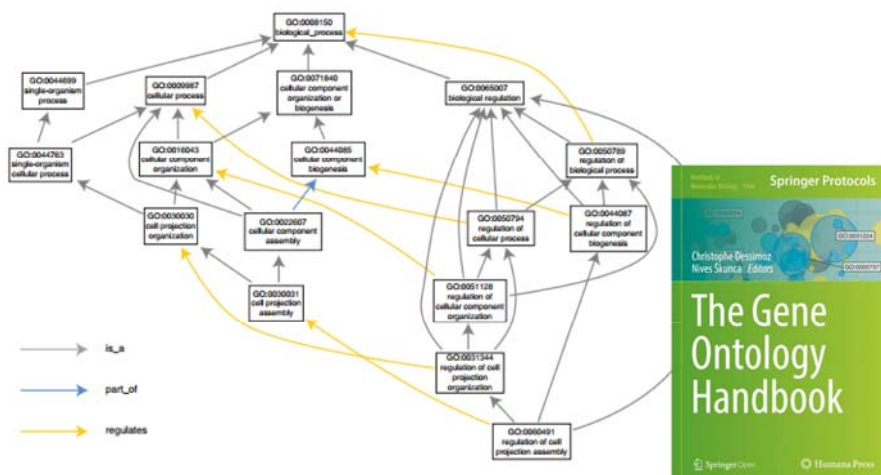 GO:0008150
biological_process
GO:0044699
single-organism
process
GO:0009987
cellular process
GO:0071840
cellular component
organization or
biogenesis
GO:0065007
biological regulation
GO:0044763
single-organism
cellular process
GO:0016043
cellular component
organization
GO:0044085
cellular component
biogenesis
GO:0050789
regulation of
biological process
GO:0030030
cell projection
organization
GO:0022607
cellular component
assembly
GO:0050794
regulation of
cellular process
GO:0044087
regulation of
cellular component
biogenesis
GO:0030031
cell projection
assembly
GO:0051128
regulation of
cellular component
organization
GO:0031344
regulation of cell
projection
organization
GO:0060491
regulation of cell
projection assembly
is_a
part_of
regulates
Methods in
Molecular Biology
Springer Protocols
Christophe Dessimoz
Nives Škunca Editors
The Gene
Ontology
Handbook
Springer Open
Humana Press